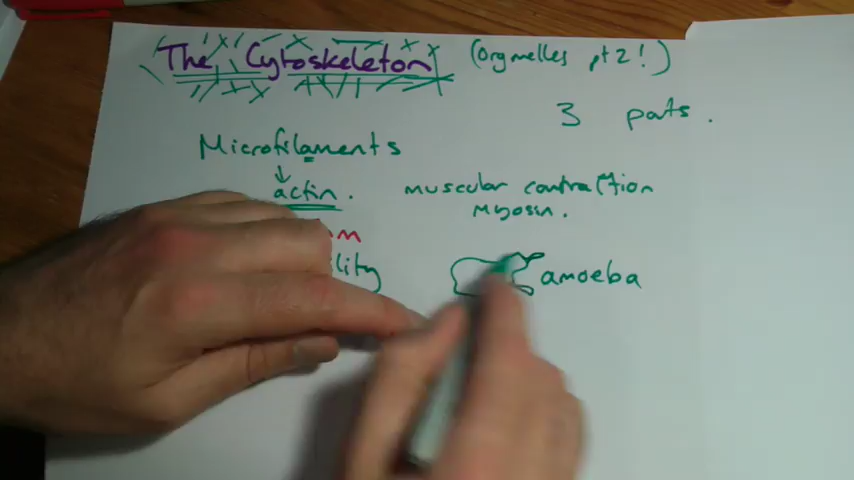 The Cytoskeleton (Organelles pt 2!)
3 parts.
Microfilaments
actin. muscular contraction
myosin.
amoeba